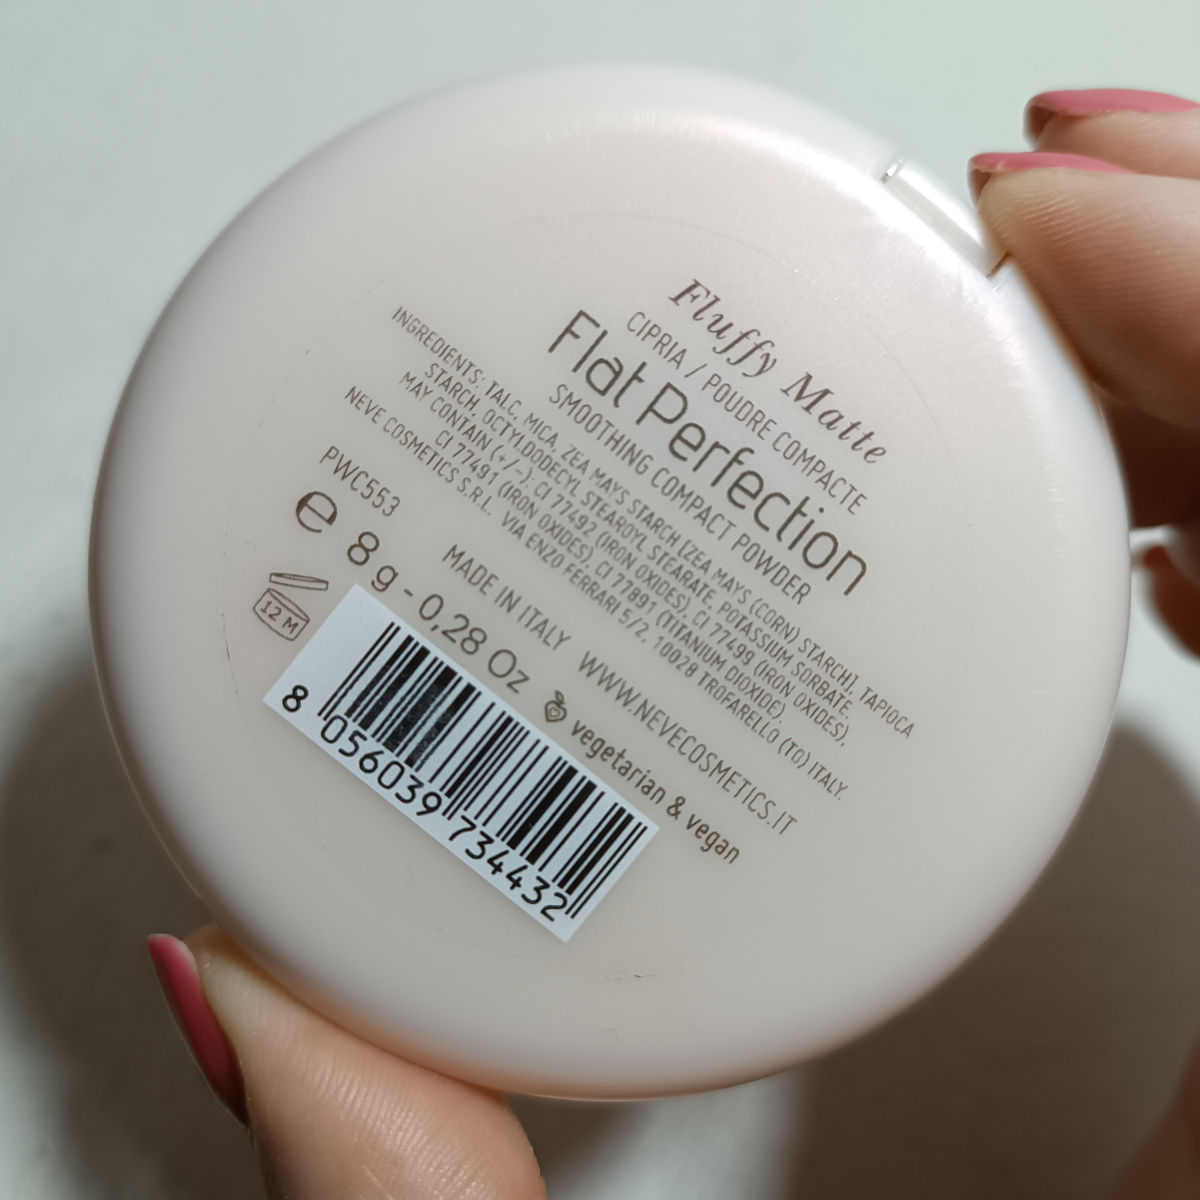 Fluffy Matte
CIPRIA / POUDRE COMPACTE
Flat Perfection
SMOOTHING COMPACT POWDER
INGREDIENTS: TALC, MICA, ZEA MAYS STARCH [ZEA MAYS (CORN) STARCH], TAPIOCA
STARCH, OCTYLDODECYL STEAROYL STEARATE, POTASSIUM SORBATE.
MAY CONTAIN (+/-): CI 77492 (IRON OXIDES), CI 77499 (IRON OXIDES),
CI 77491 (IRON OXIDES), CI 77891 (TITANIUM DIOXIDE).
NEVE COSMETICS S.R.L. VIA ENZO FERRARI 5/2, 10028 TROFARELLO (TO) ITALY.
MADE IN ITALY WWW.NEVECOSMETICS.IT
PWC553
e 8 g - 0,28 Oz
vegetarian & vegan
12 M
8 056039 734432